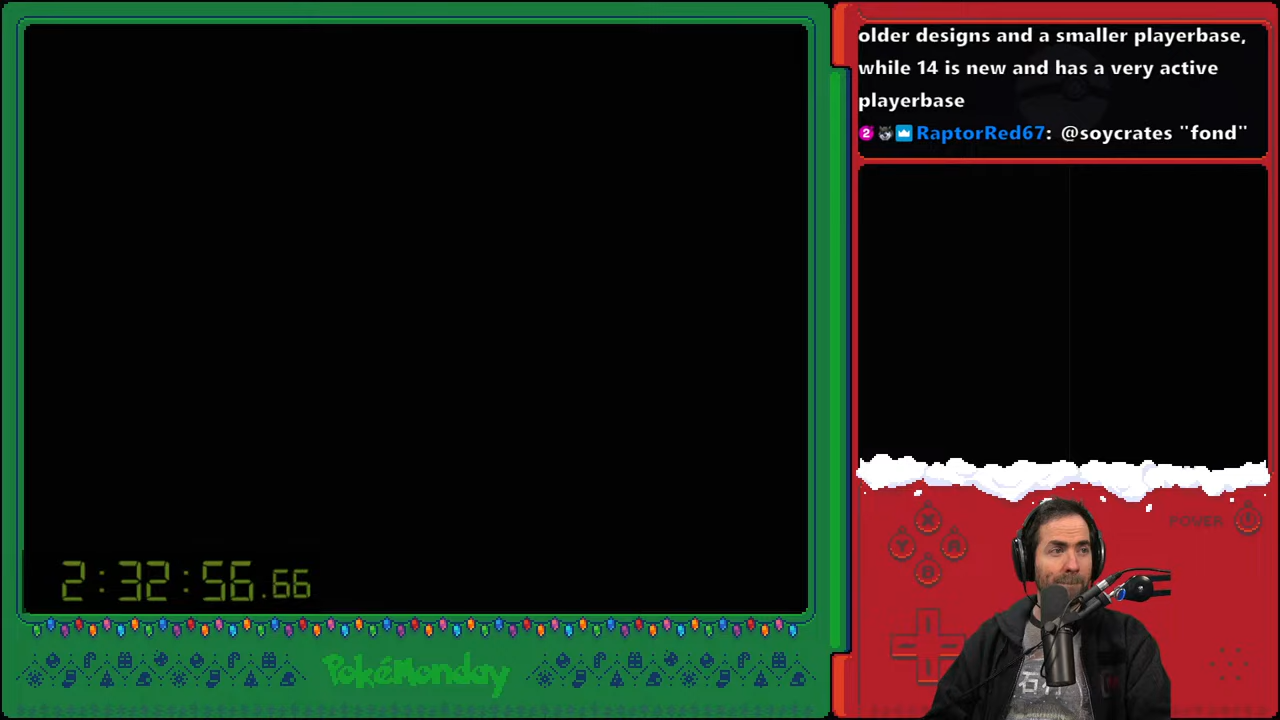 older designs and a smaller playerbase,
while 14 is new and has a very active
playerbase
2 RaptorRed67: @soycrates "fond"
2:32:56.66
X
Y A
B
POWER
PokéMonday